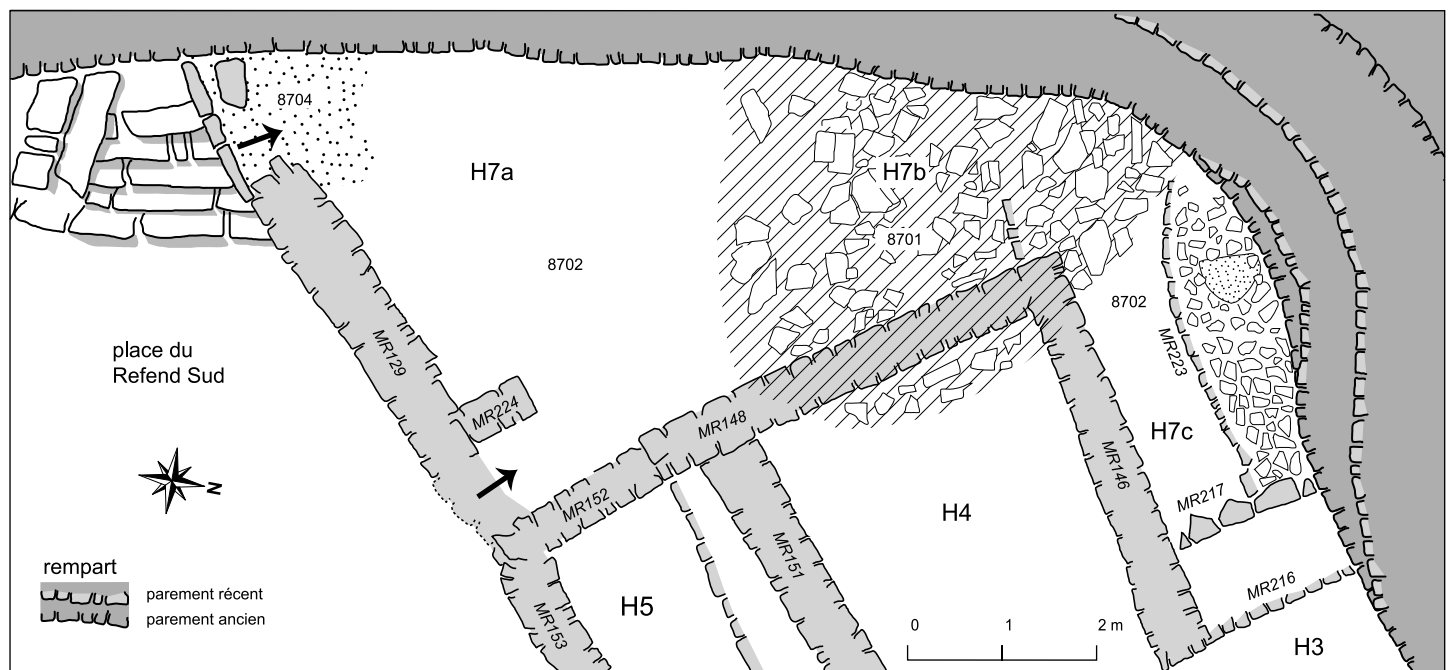 8704
H7a
H7b
8701
8702
8702
MR129
MR223
place du
Refend Sud
MR224
MR148
H7c
MR146
MR217
N
MR152
H4
MR151
MR216
rempart
parement récent
parement ancien
H5
MR153
0 1 2 m
H3